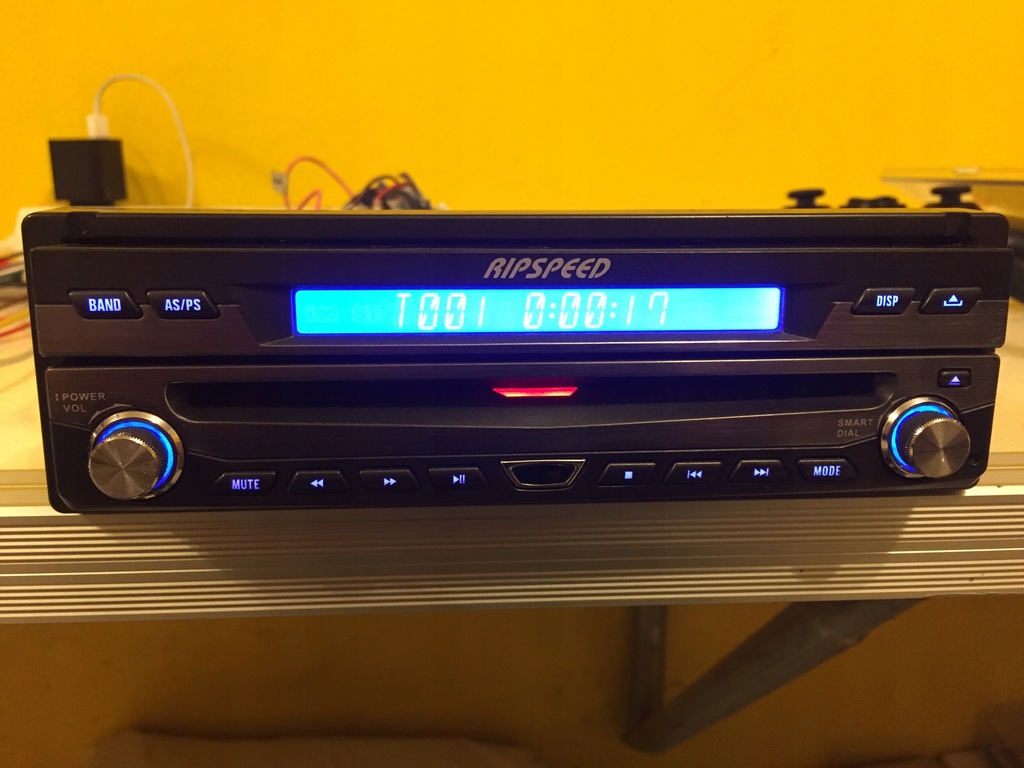 RIPSPEED
BAND AS/PS T001 0:00:17 DISP
POWER
VOL
SMART
DIAL
MUTE MODE